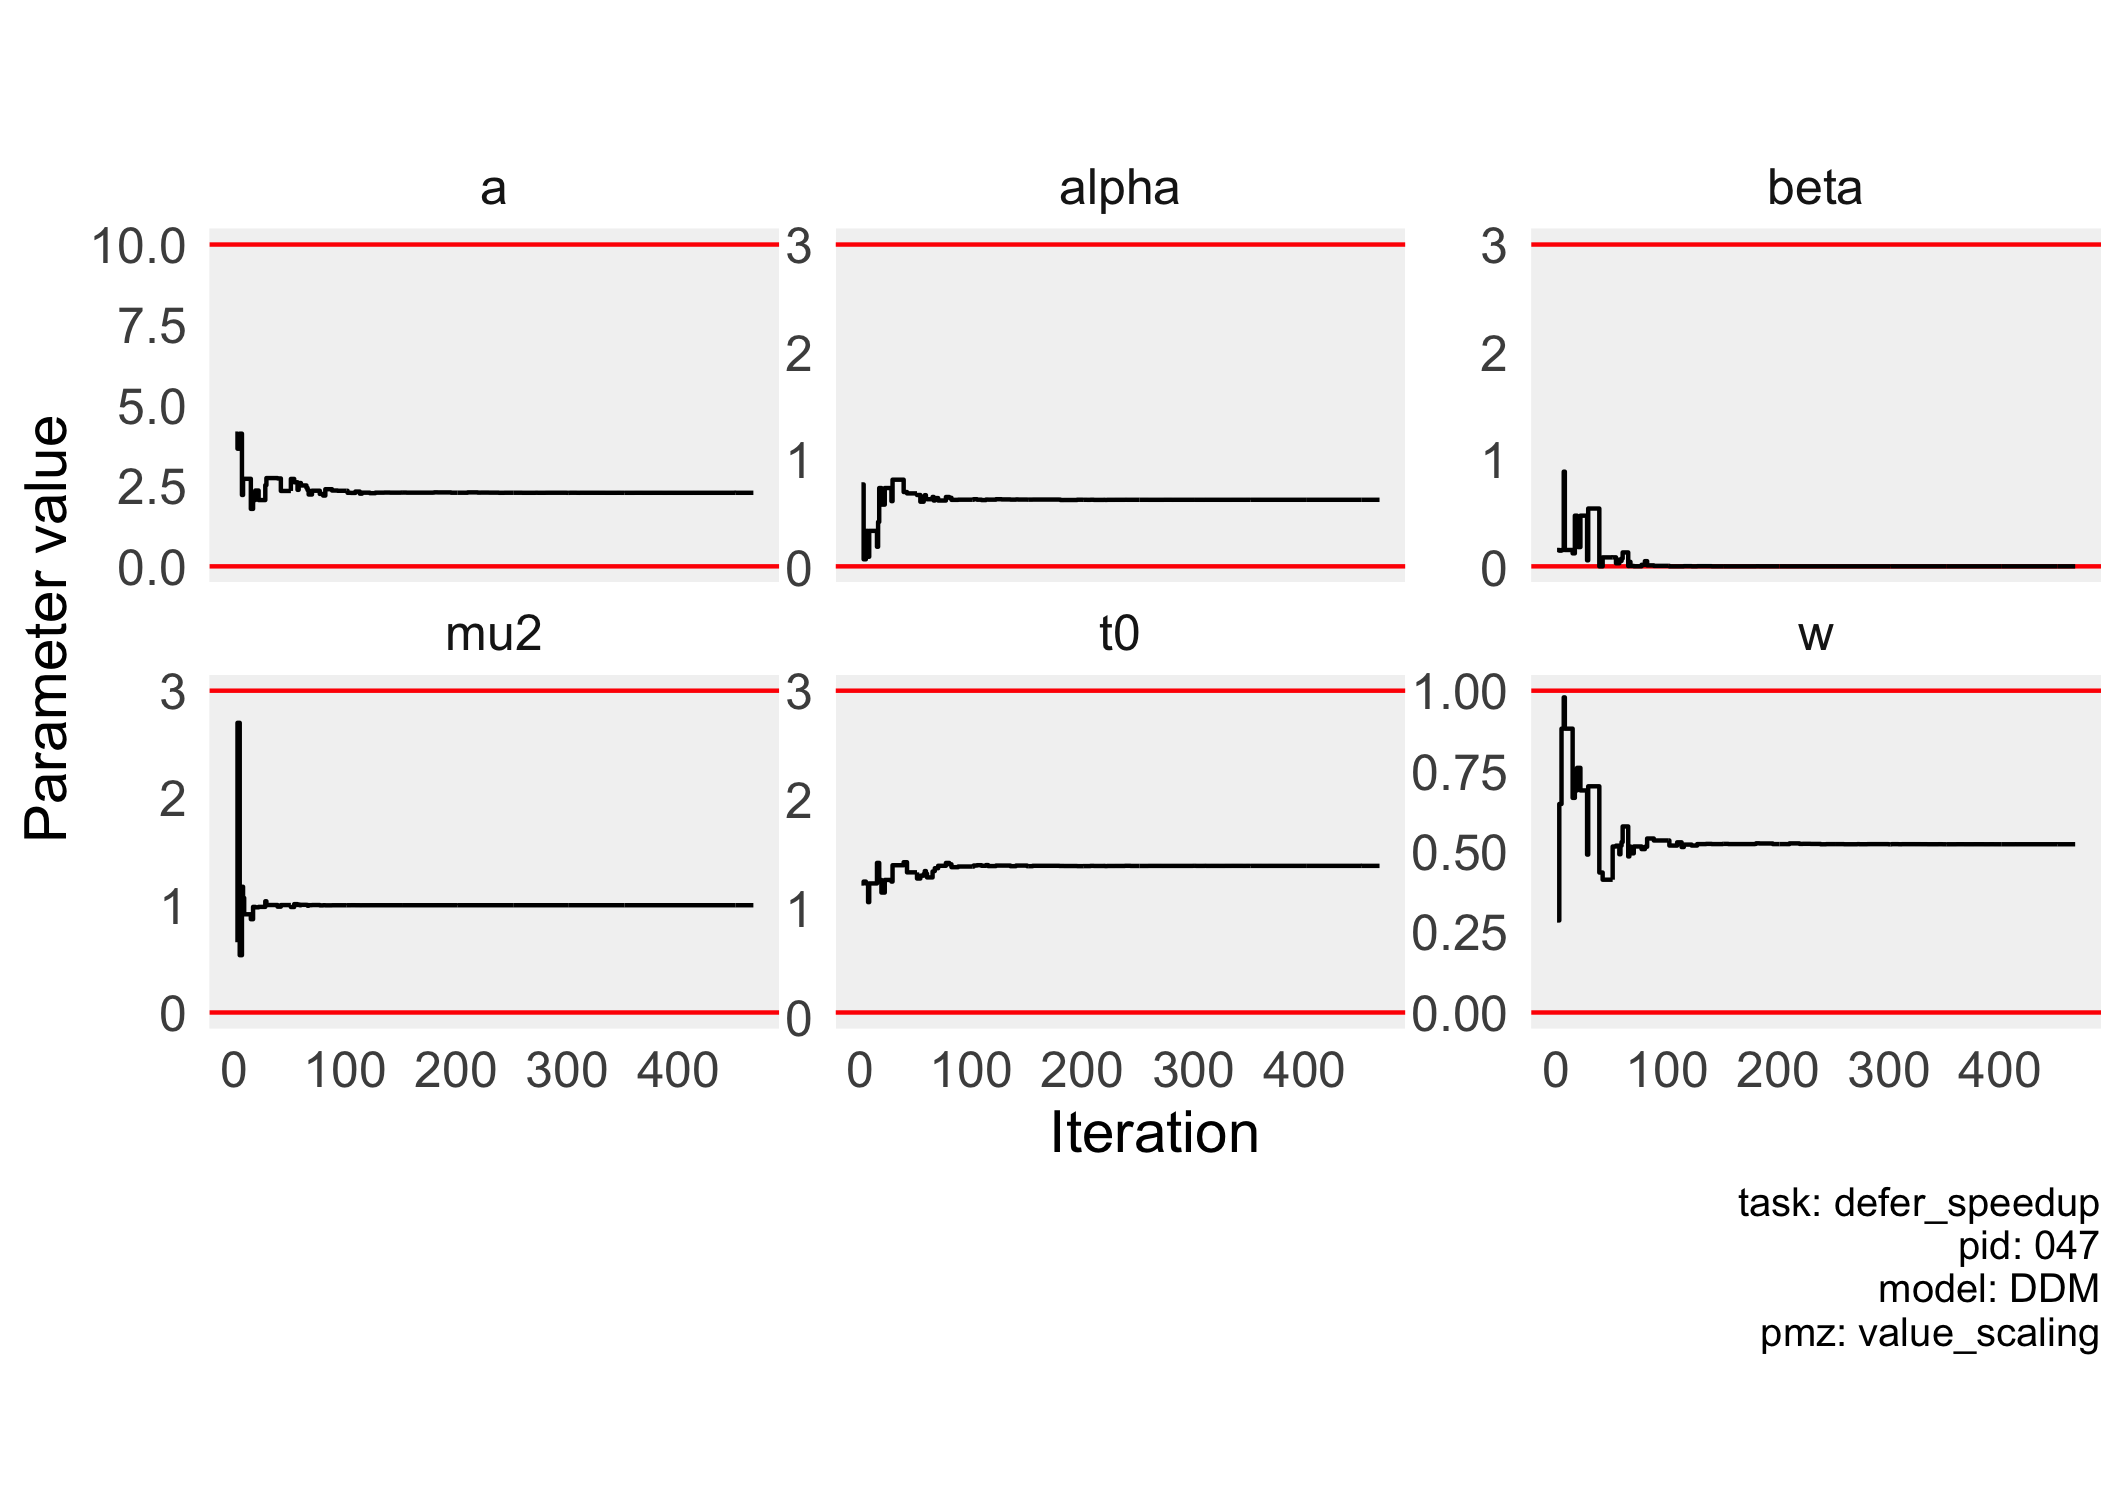 a alpha beta
10.0 7.5 5.0 2.5 0.0
3 2 1 0
3 2 1 0
mu2 t0 w
3 2 1 0
3 2 1 0
1.00 0.75 0.50 0.25 0.00
0 100 200 300 400
0 100 200 300 400
0 100 200 300 400
Parameter value
Iteration
task: defer_speedup
pid: 047
model: DDM
pmz: value_scaling